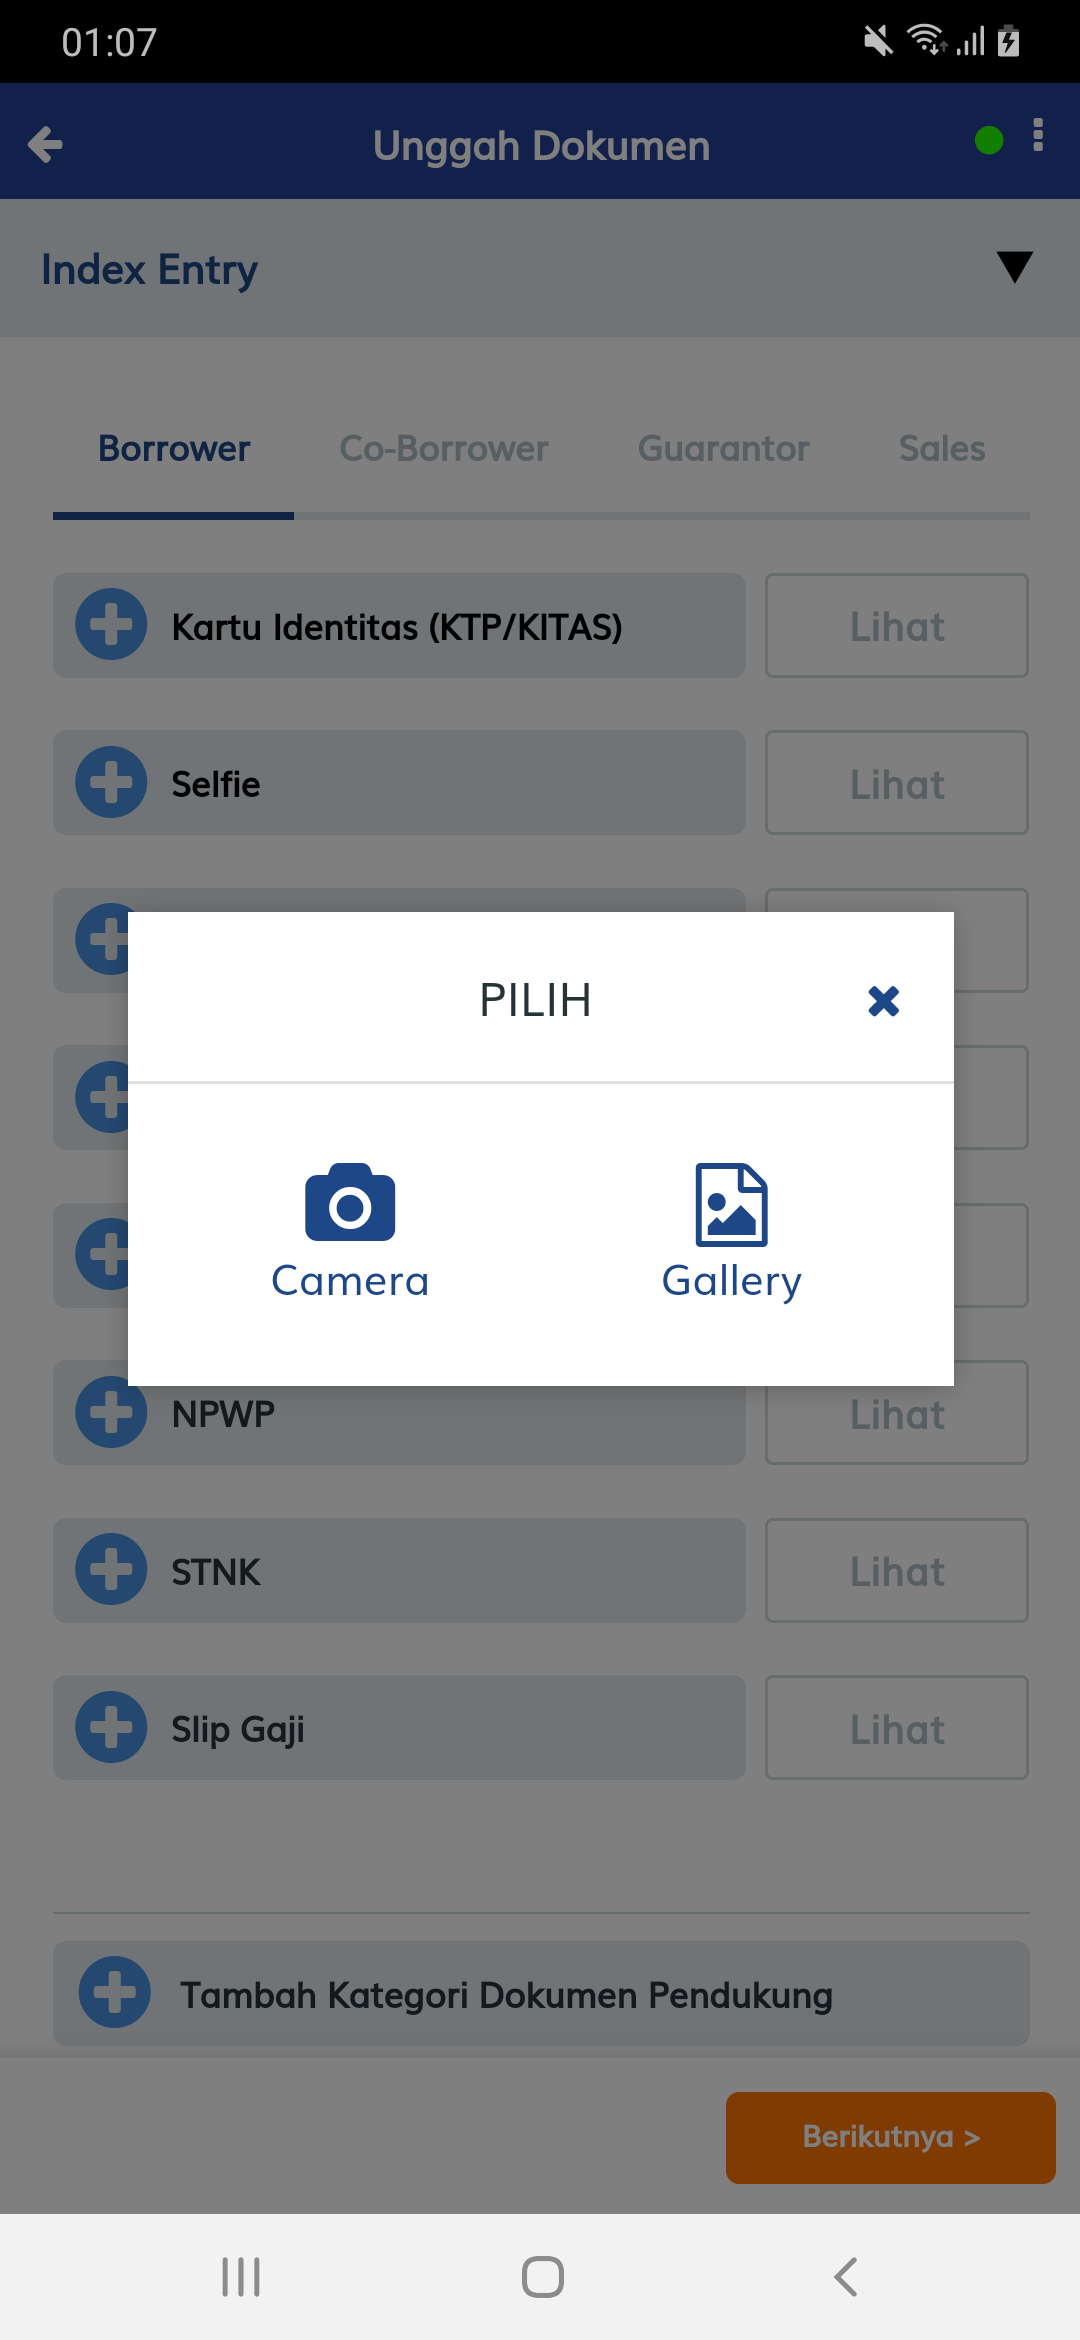 01:07
Unggah Dokumen
Index Entry
Borrower Co-Borrower Guarantor Sales
Kartu Identitas (KTP/KITAS) Lihat
Selfie Lihat
PILIH
Camera Gallery
NPWP Lihat
STNK Lihat
Slip Gaji Lihat
Tambah Kategori Dokumen Pendukung
Berikutnya >